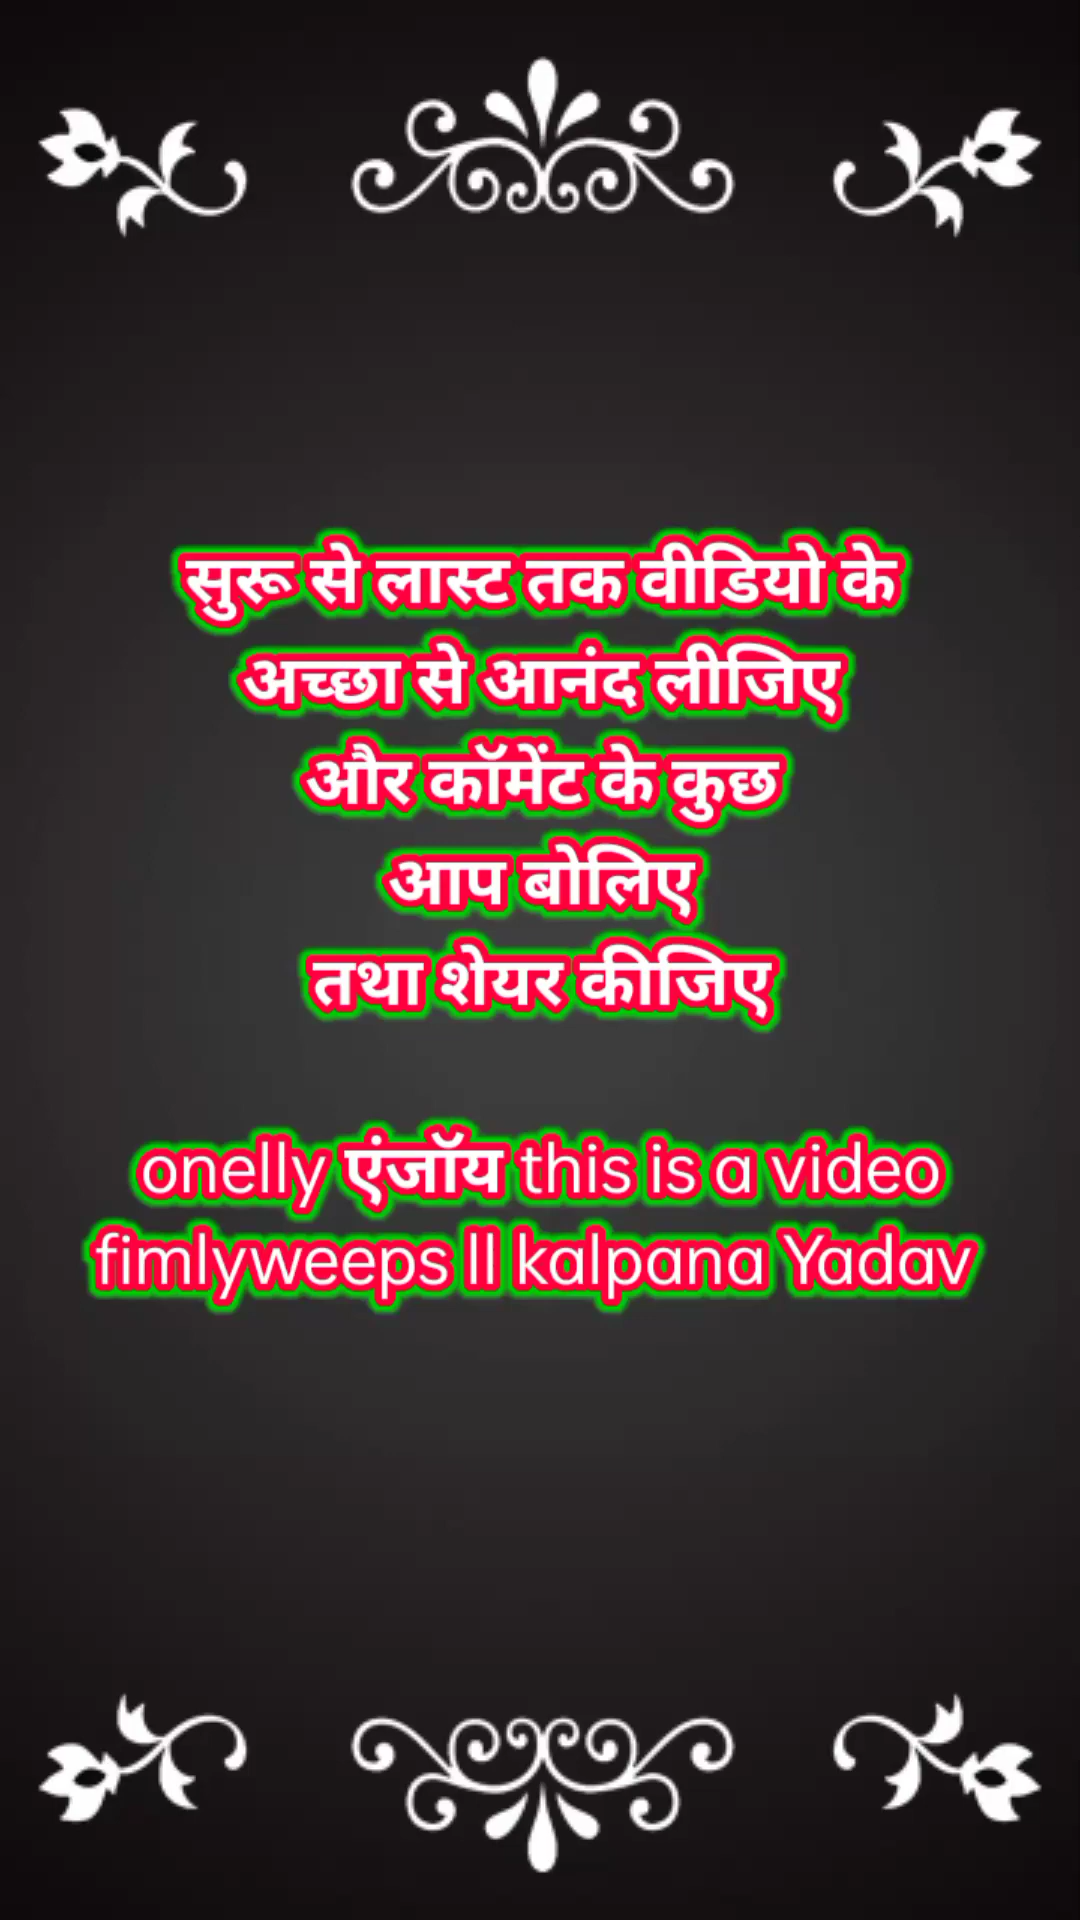 सुरू से लास्ट तक वीडियो के
अच्छा से आनंद लीजिए
और कॉमेंट के कुछ
आप बोलिए
तथा शेयर कीजिए
onelly एंजॉय this is a video
fimlyweeps ll kalpana Yadav